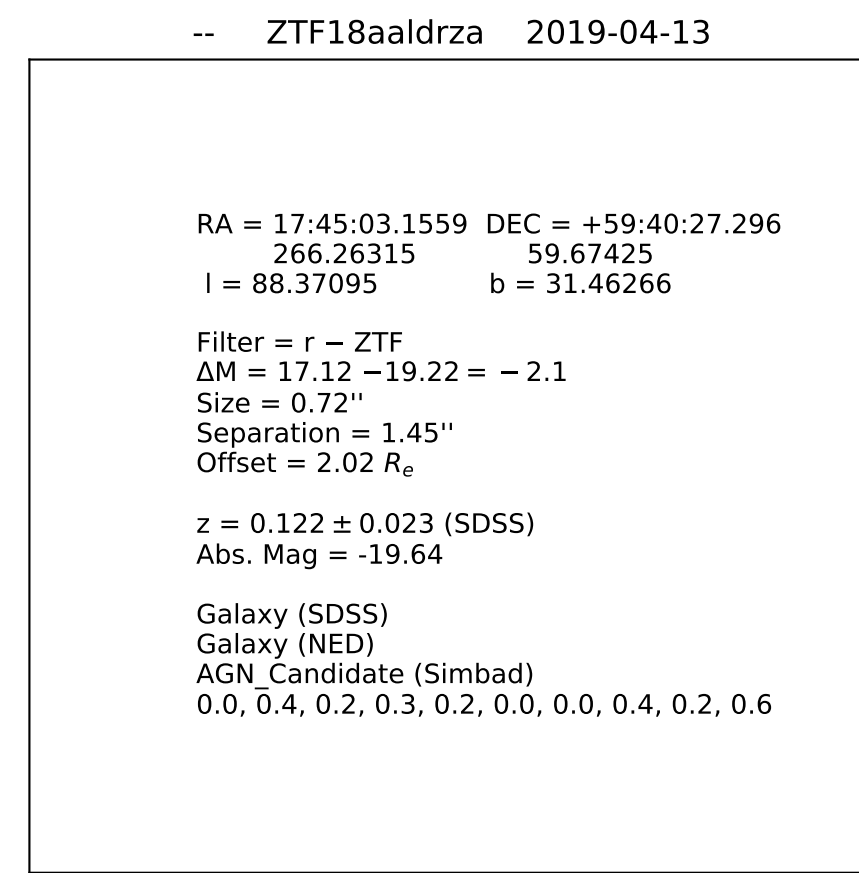 -- ZTF18aaldrza 2019-04-13
RA = 17:45:03.1559 DEC = +59:40:27.296
266.26315 59.67425
l = 88.37095 b = 31.46266
Filter = r − ZTF
ΔM = 17.12 −19.22 = − 2.1
Size = 0.72''
Separation = 1.45''
Offset = 2.02 Re
z = 0.122 ± 0.023 (SDSS)
Abs. Mag = -19.64
Galaxy (SDSS)
Galaxy (NED)
AGN_Candidate (Simbad)
0.0, 0.4, 0.2, 0.3, 0.2, 0.0, 0.0, 0.4, 0.2, 0.6